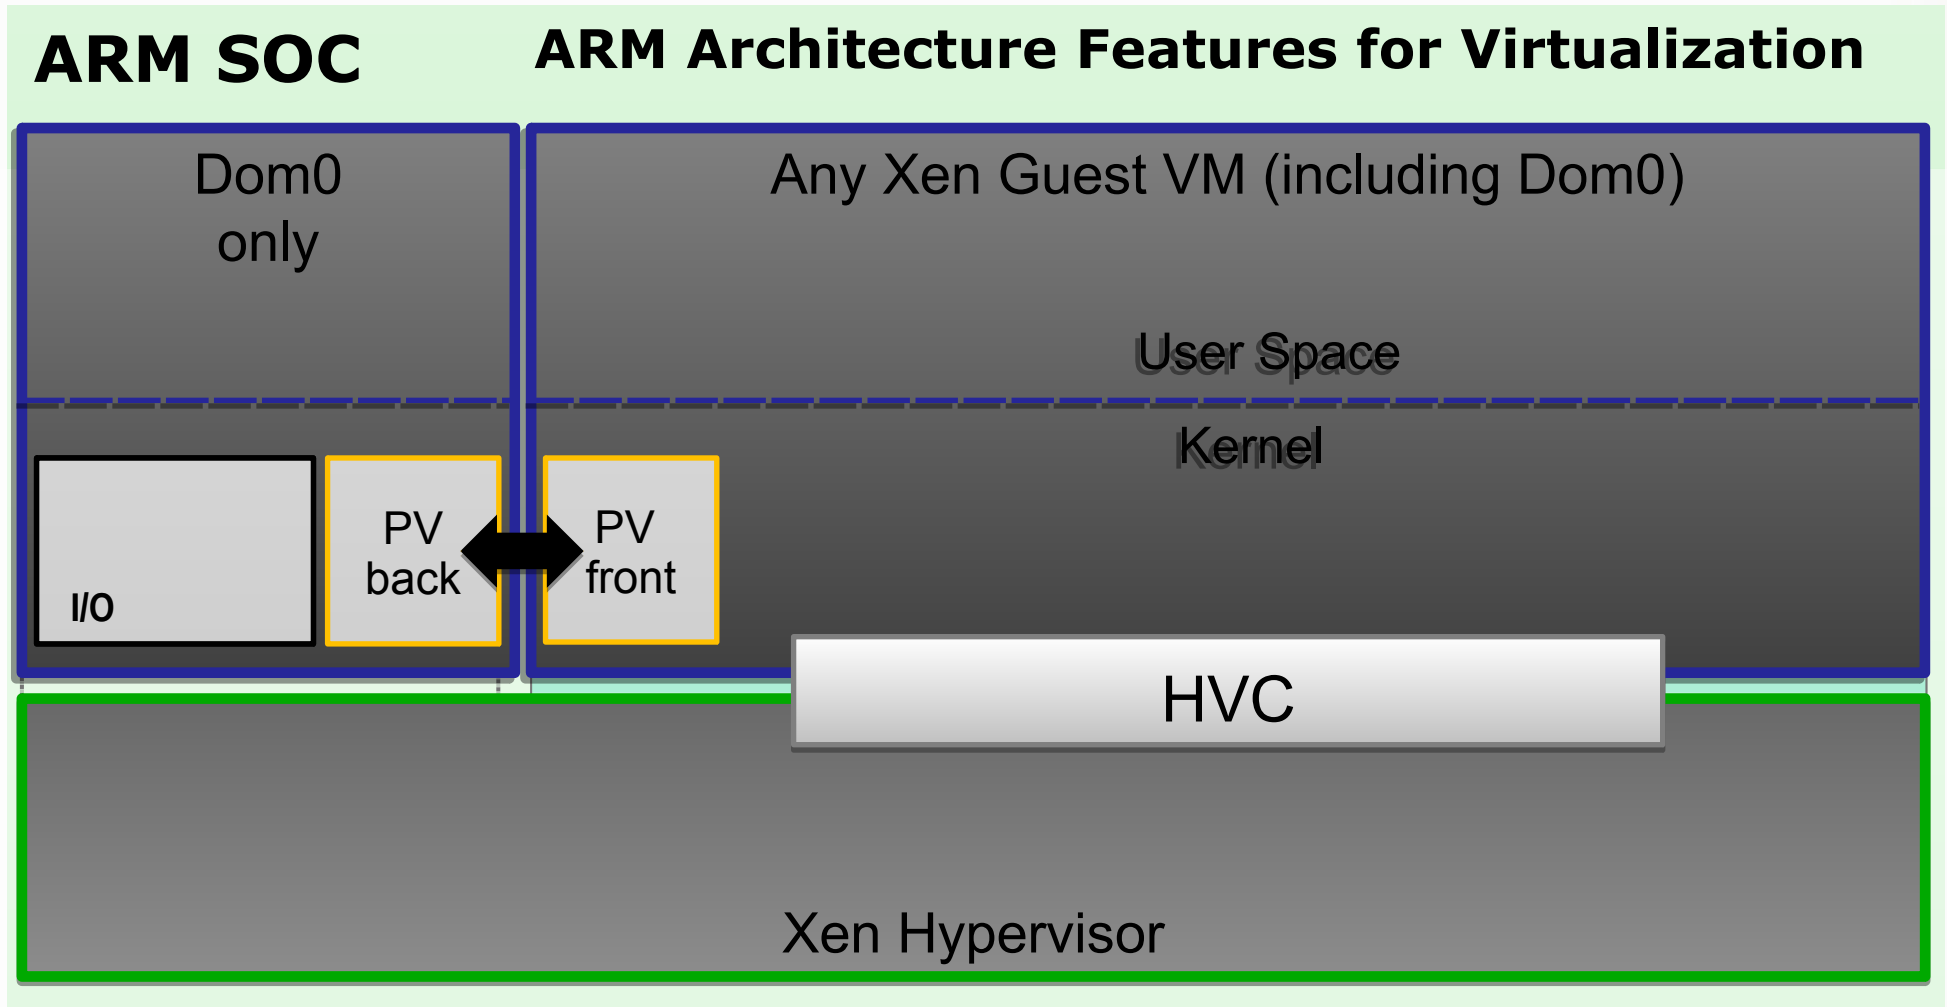 ARM SOC
ARM Architecture Features for Virtualization
Dom0
only
Any Xen Guest VM (including Dom0)
User Space
Kernel
I/O
PV
back
PV
front
HVC
Xen Hypervisor